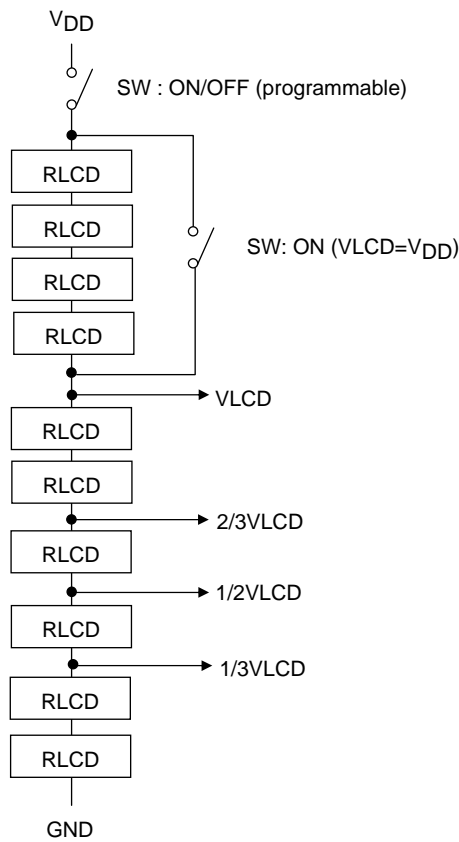 VDD
SW : ON/OFF (programmable)
RLCD
RLCD
RLCD
SW: ON (VLCD=VDD)
RLCD
VLCD
RLCD
RLCD
2/3VLCD
RLCD
1/2VLCD
RLCD
1/3VLCD
RLCD
RLCD
GND